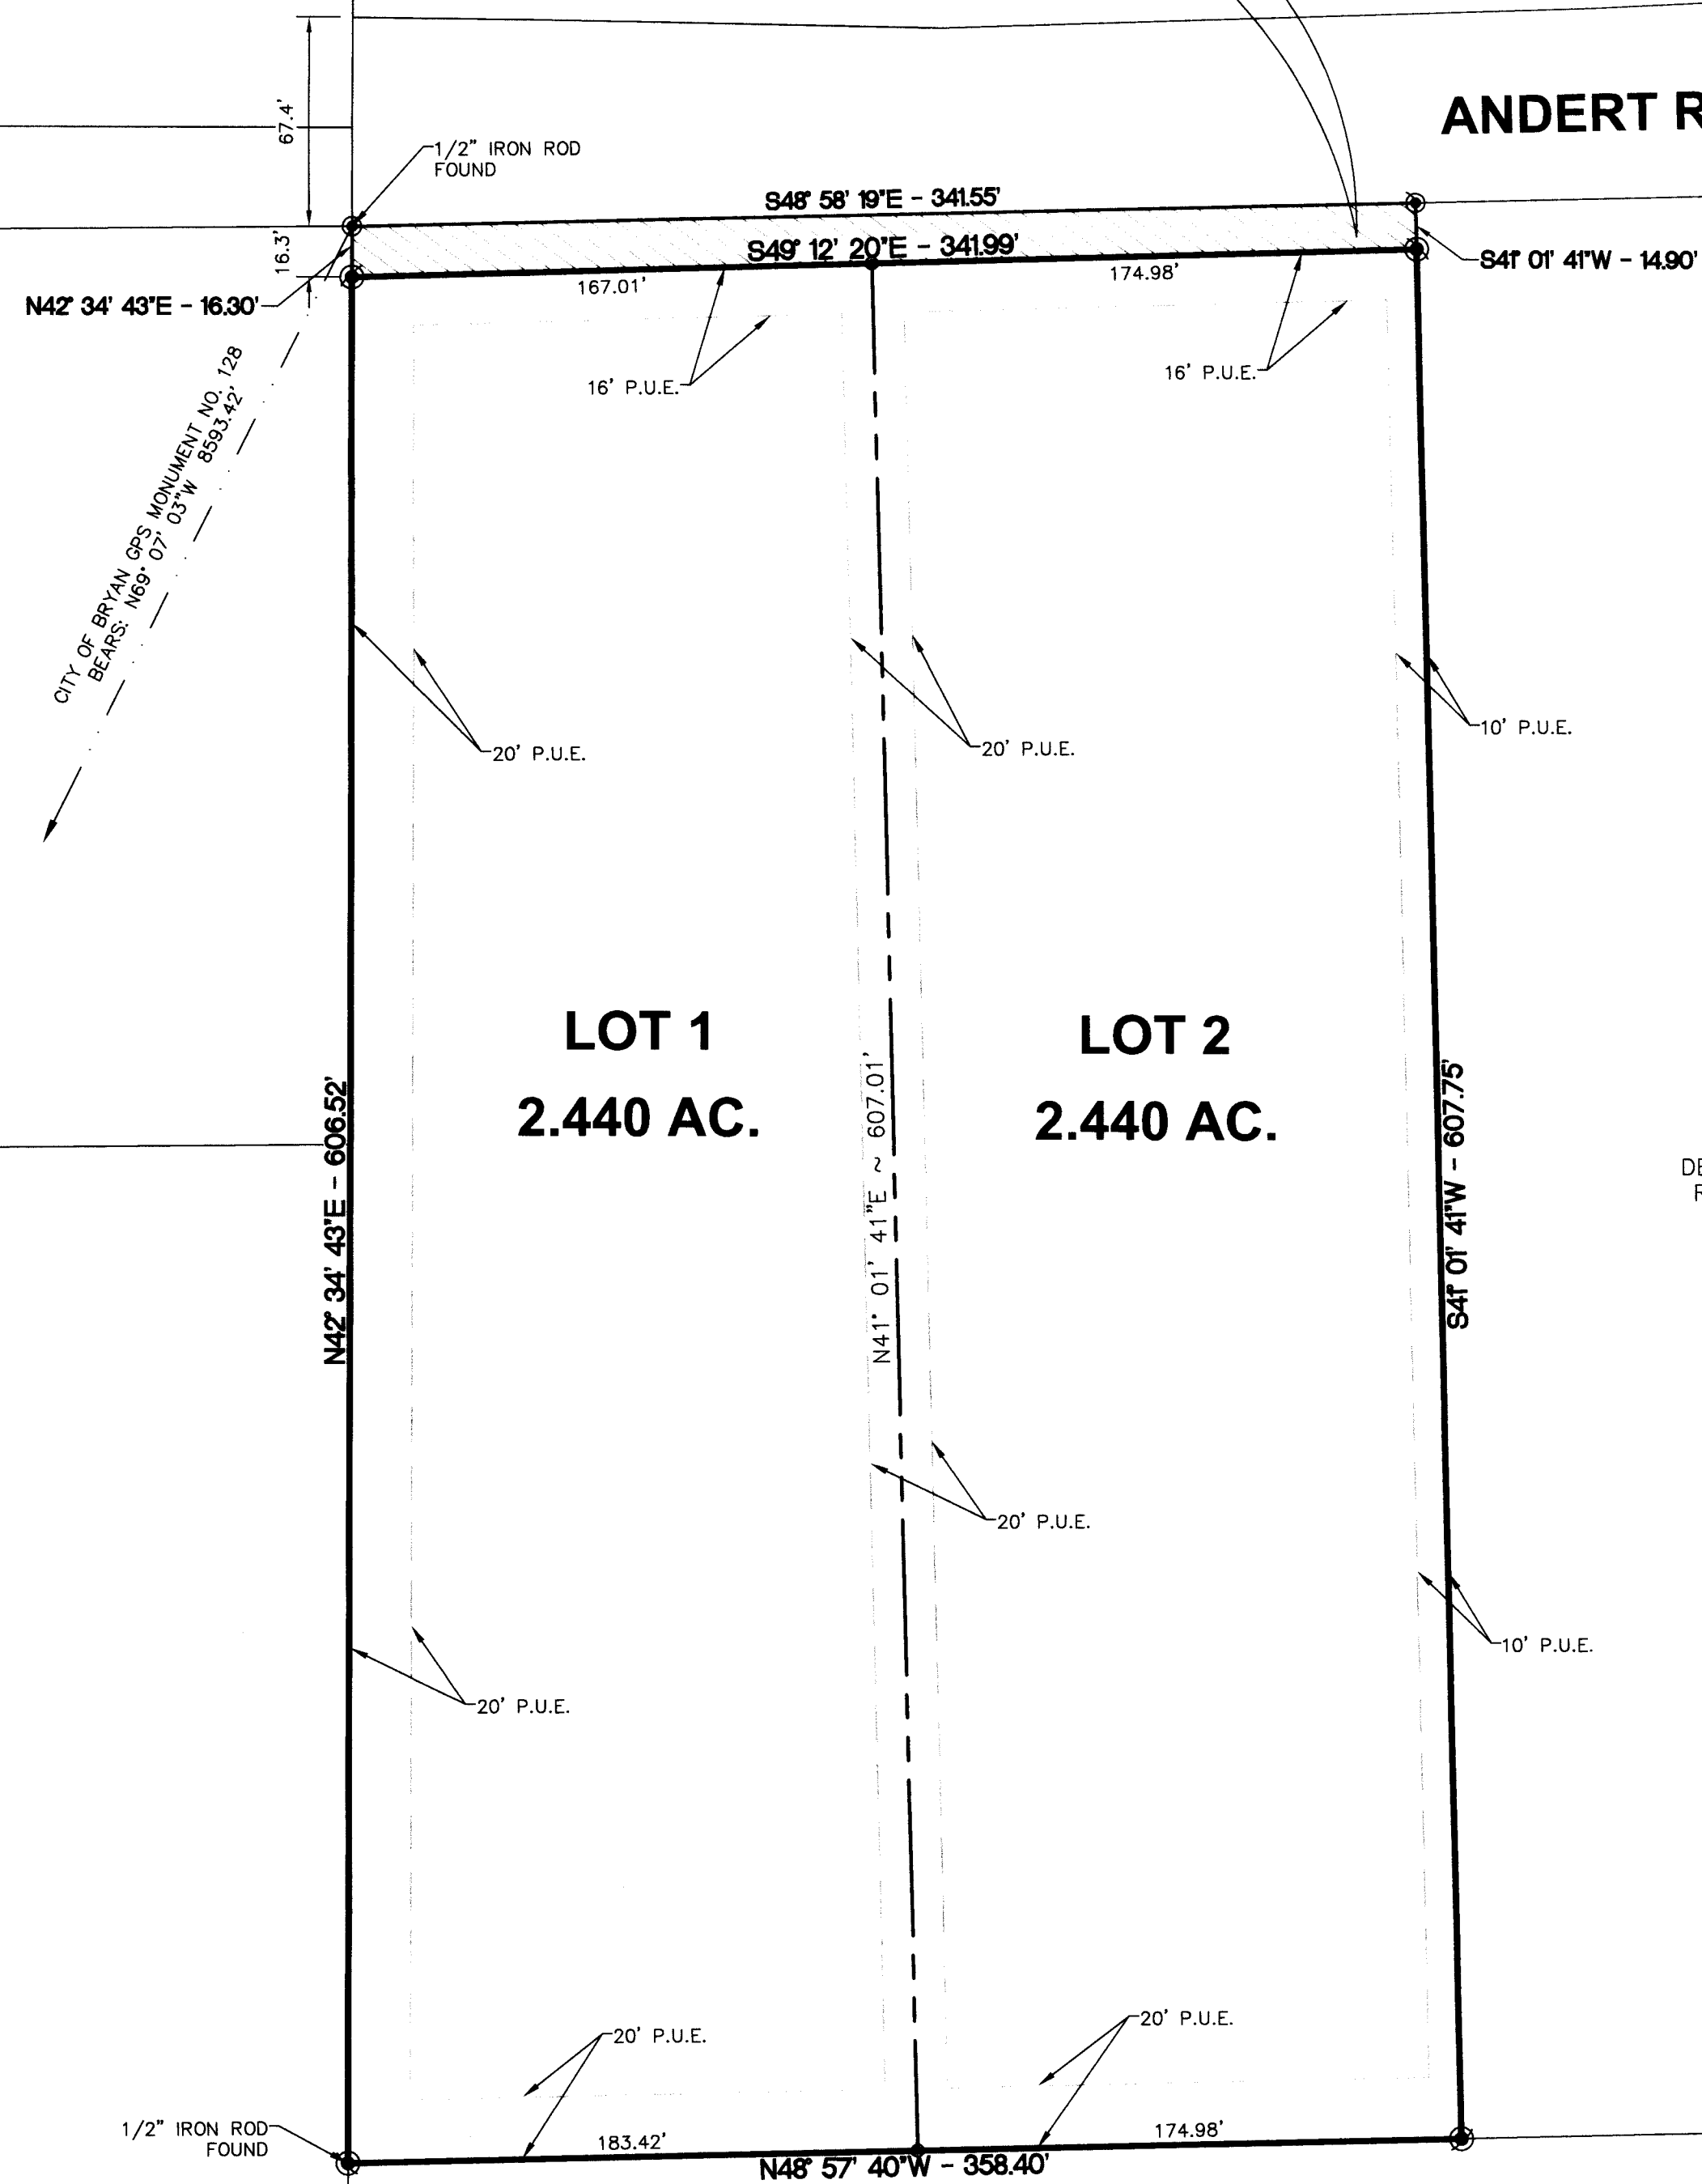 67.4'
ANDERT R
1/2" IRON ROD
FOUND
S48° 58' 19"E - 341.55'
16.3'
S49° 12' 20"E - 341.99'
S41° 01' 41"W - 14.90'
N42° 34' 43"E - 16.30'
167.01'
174.98'
16' P.U.E.
16' P.U.E.
CITY OF BRYAN GPS MONUMENT NO. 128
BEARS: N69° 07' 03"W 8593.42'
20' P.U.E.
20' P.U.E.
10' P.U.E.
LOT 1
2.440 AC.
LOT 2
2.440 AC.
N42° 34' 43"E - 606.52'
N41° 01' 41"E ~ 607.01'
S41° 01' 41"W - 607.75'
DE
R
20' P.U.E.
10' P.U.E.
20' P.U.E.
20' P.U.E.
20' P.U.E.
1/2" IRON ROD
FOUND
183.42'
174.98'
N48° 57' 40"W - 358.40'